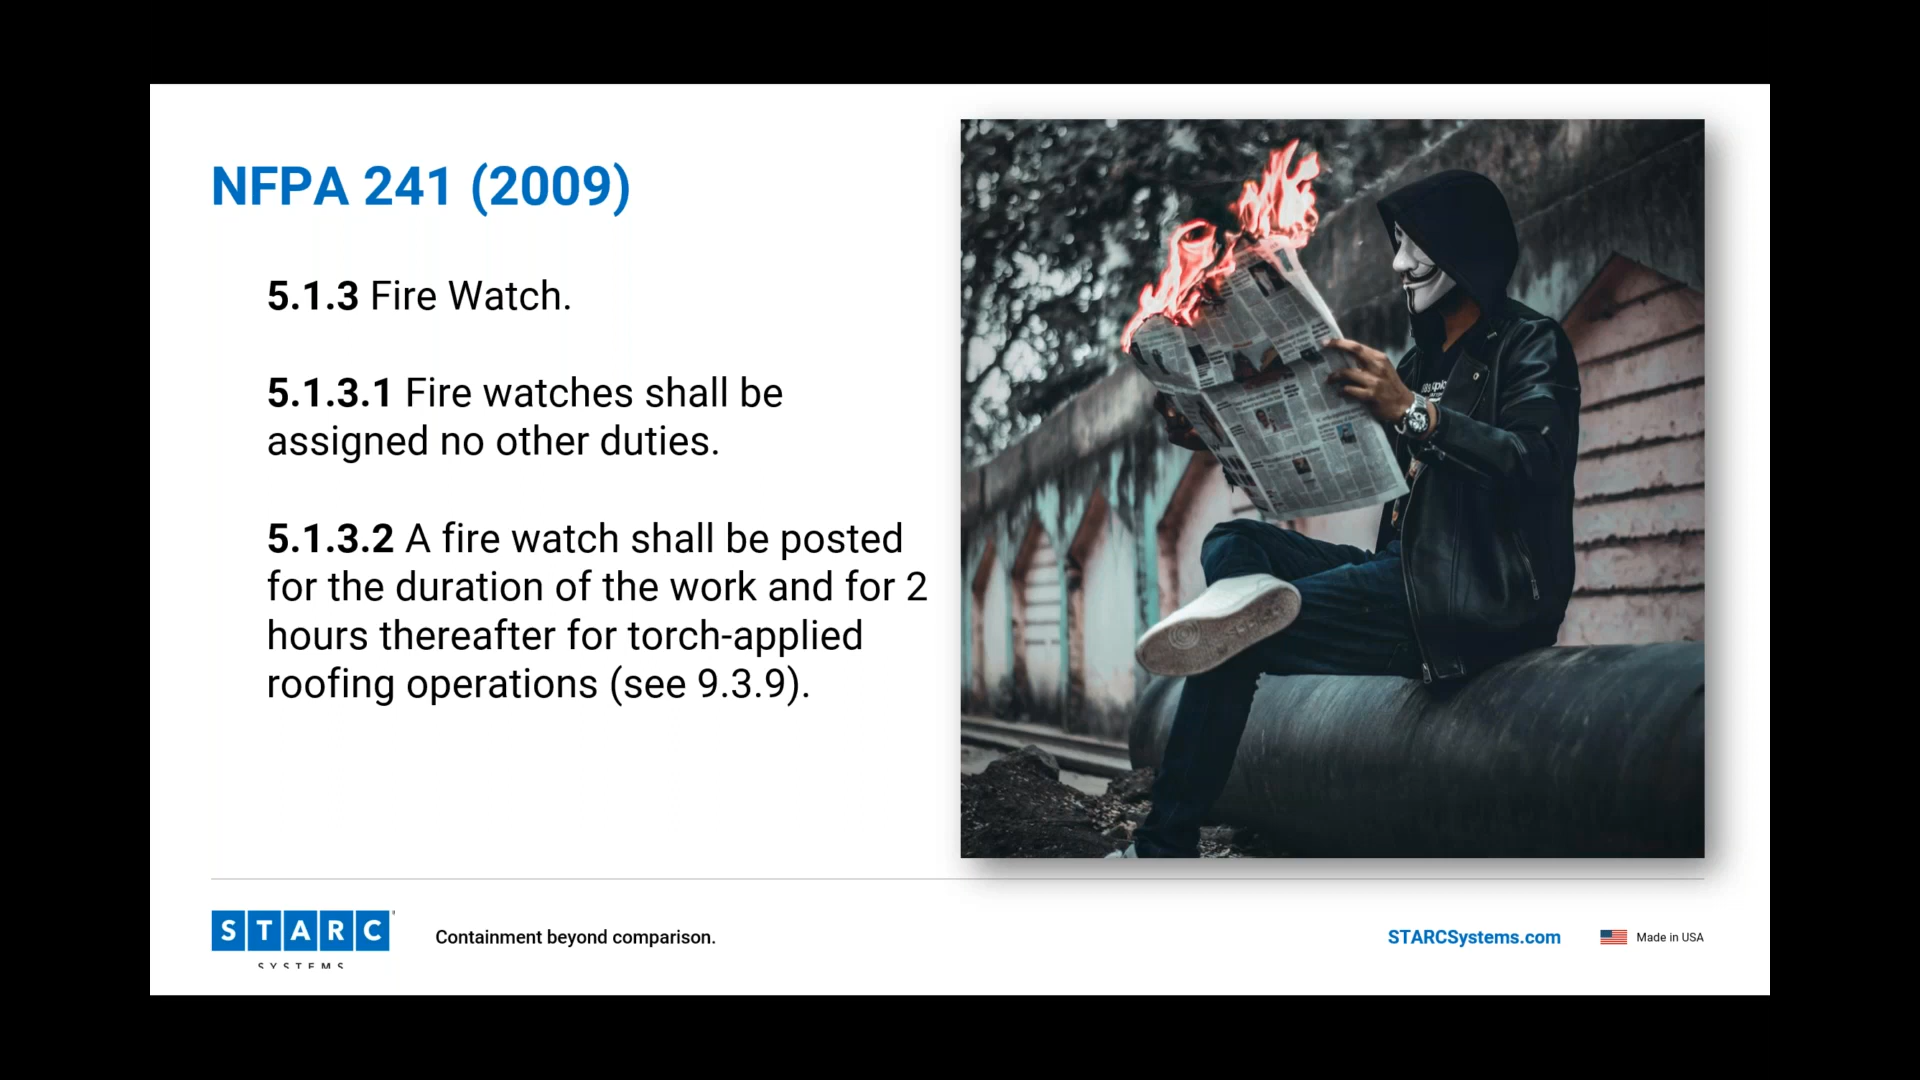 NFPA 241 (2009)
5.1.3 Fire Watch.
5.1.3.1 Fire watches shall be
assigned no other duties.
5.1.3.2 A fire watch shall be posted
for the duration of the work and for 2
hours thereafter for torch-applied
roofing operations (see 9.3.9).
STARC
SYSTEMS
Containment beyond comparison.
STARCSystems.com
Made in USA